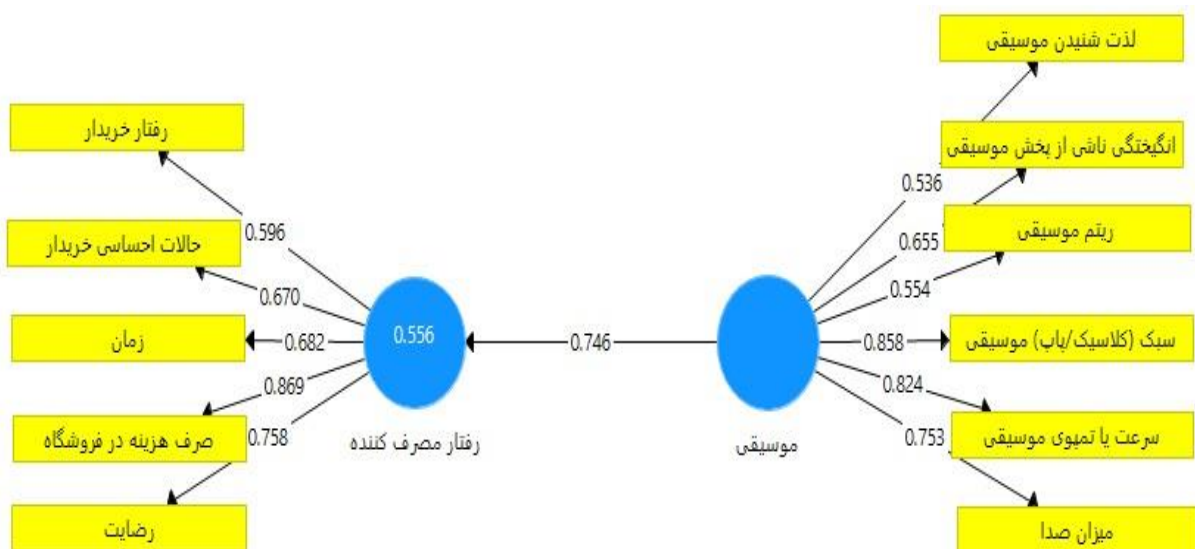 لذت شنیدن موسیقی
انگیختگی ناشی از پخش موسیقی
ریتم موسیقی
سبک (کلاسیک/پاپ) موسیقی
سرعت یا تمپوی موسیقی
میزان صدا
0.536
0.655
0.554
0.858
0.824
0.753
موسیقی
0.746
0.556
رفتار مصرف کننده
0.596
0.670
0.682
0.869
0.758
رفتار خریدار
حالات احساسی خریدار
زمان
صرف هزینه در فروشگاه
رضایت